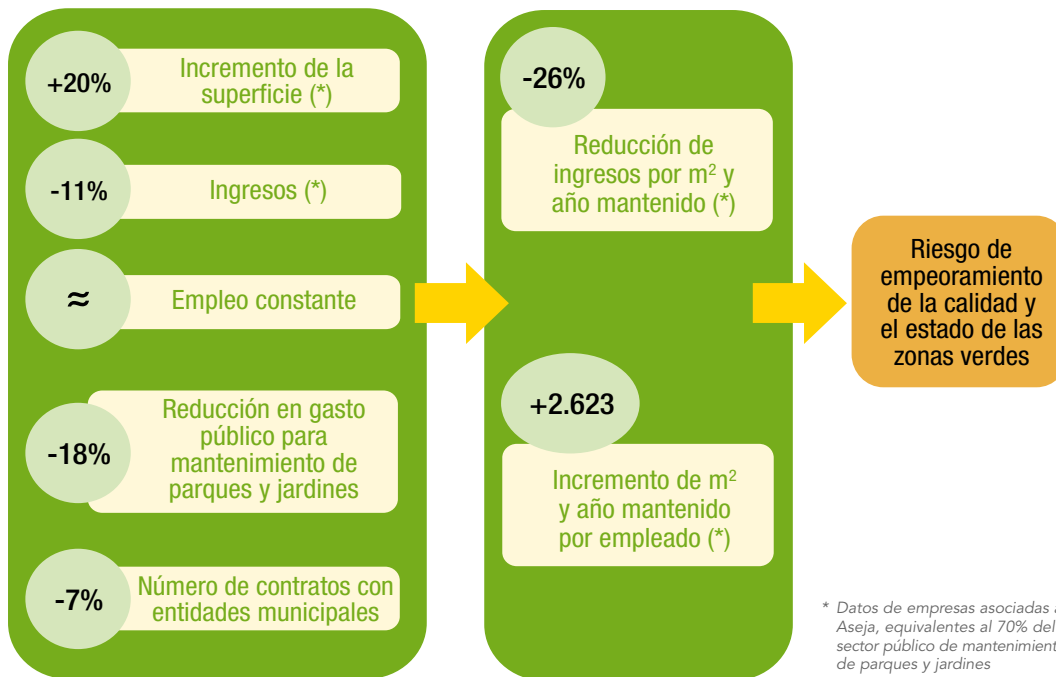 +20%
Incremento de la
superficie (*)
-11%
Ingresos (*)
≈
Empleo constante
-18%
Reducción en gasto
público para
mantenimiento de
parques y jardines
-7%
Número de contratos con
entidades municipales
-26%
Reducción de
ingresos por m² y
año mantenido (*)
+2.623
Incremento de m²
y año mantenido
por empleado (*)
Riesgo de
empeoramiento
de la calidad y
el estado de las
zonas verdes
* Datos de empresas asociadas a
Aseja, equivalentes al 70% del
sector público de mantenimient
de parques y jardines